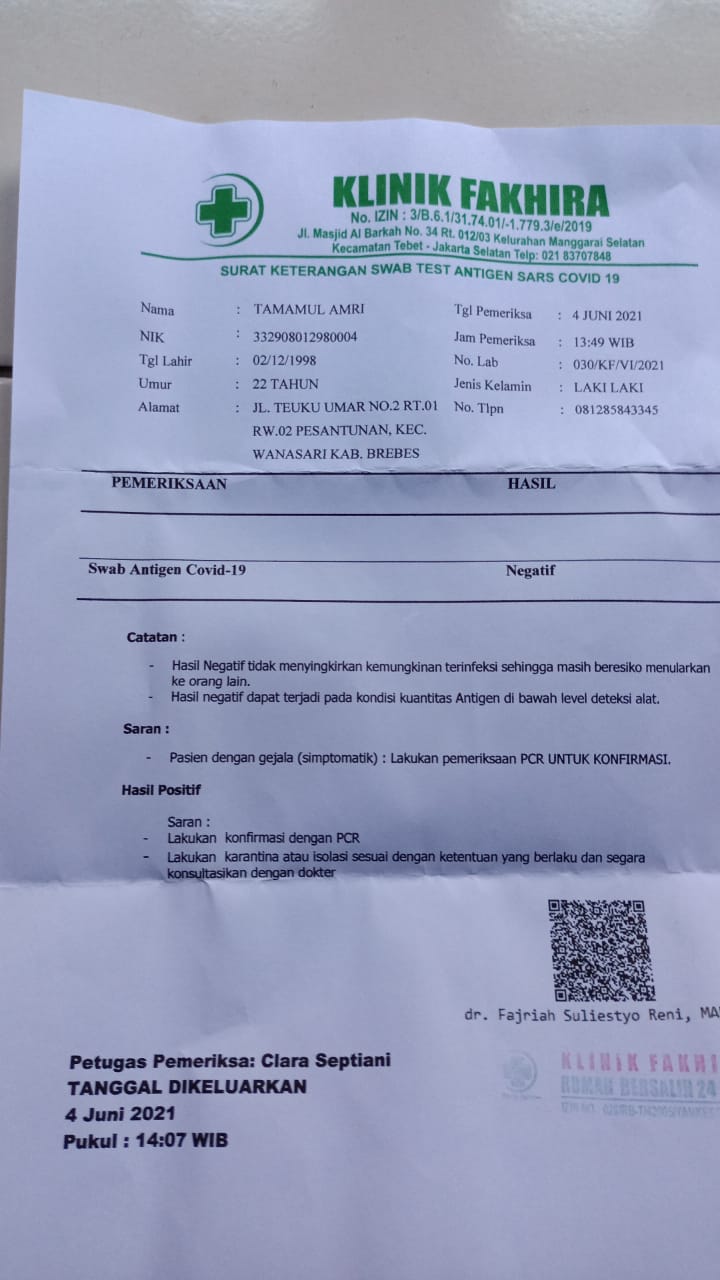 KLINIK FAKHIRA
No. IZIN : 3/B.6.1/31.74.01/-1.779.3/e/2019
Jl. Masjid Al Barkah No. 34 Rt. 012/03 Kelurahan Manggarai Selatan
Kecamatan Tebet - Jakarta Selatan Telp: 021 83707848
SURAT KETERANGAN SWAB TEST ANTIGEN SARS COVID 19
Nama : TAMAMUL AMRI Tgl Pemeriksa : 4 JUNI 2021
NIK : 332908012980004 Jam Pemeriksa : 13:49 WIB
Tgl Lahir : 02/12/1998 No. Lab : 030/KF/VI/2021
Umur : 22 TAHUN Jenis Kelamin : LAKI LAKI
Alamat : JL. TEUKU UMAR NO.2 RT.01 No. Tlpn : 081285843345
RW.02 PESANTUNAN, KEC.
WANASARI KAB. BREBES
PEMERIKSAAN HASIL
Swab Antigen Covid-19 Negatif
Catatan :
- Hasil Negatif tidak menyingkirkan kemungkinan terinfeksi sehingga masih beresiko menularkan
ke orang lain.
- Hasil negatif dapat terjadi pada kondisi kuantitas Antigen di bawah level deteksi alat.
Saran :
- Pasien dengan gejala (simptomatik) : Lakukan pemeriksaan PCR UNTUK KONFIRMASI.
Hasil Positif
Saran :
- Lakukan konfirmasi dengan PCR
- Lakukan karantina atau isolasi sesuai dengan ketentuan yang berlaku dan segara
konsultasikan dengan dokter
dr. Fajriah Suliestyo Reni, MA
Petugas Pemeriksa: Clara Septiani
TANGGAL DIKELUARKAN
4 Juni 2021
Pukul : 14:07 WIB
KLINIK FAKHI
RUMAH BERSALIN 24